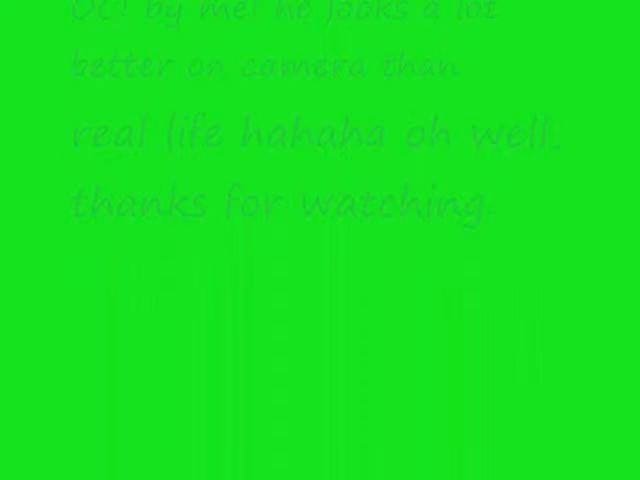 by me! he looks a lot
better on camera than
real life hahaha oh well.
thanks for watching.